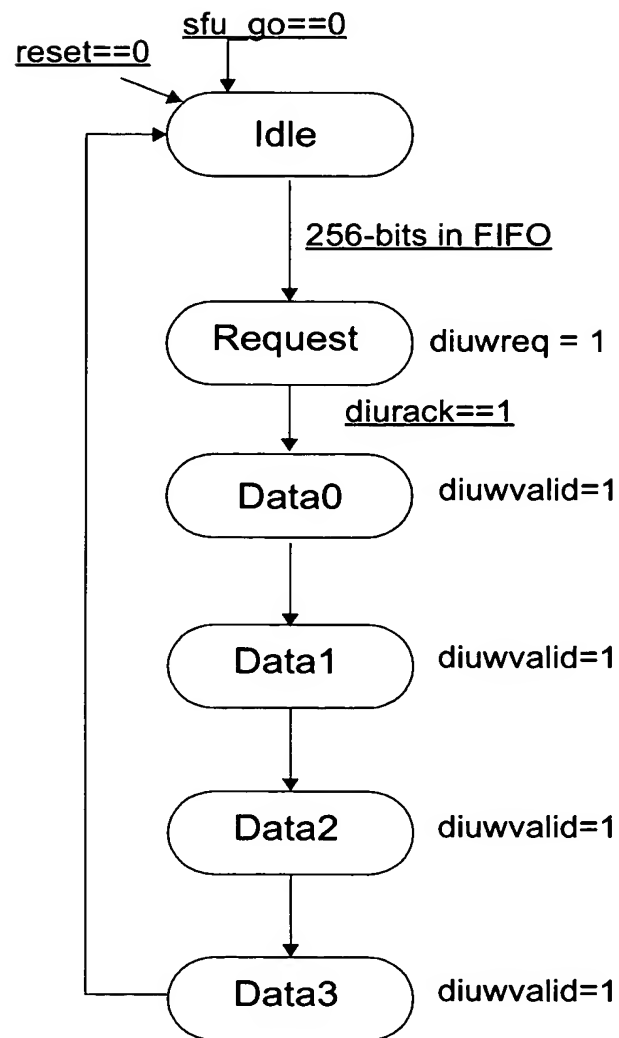 sfu_go==0
reset==0
Idle
256-bits in FIFO
Request diuwreq = 1
diurack==1
Data0 diuwvalid=1
Data1 diuwvalid=1
Data2 diuwvalid=1
Data3 diuwvalid=1